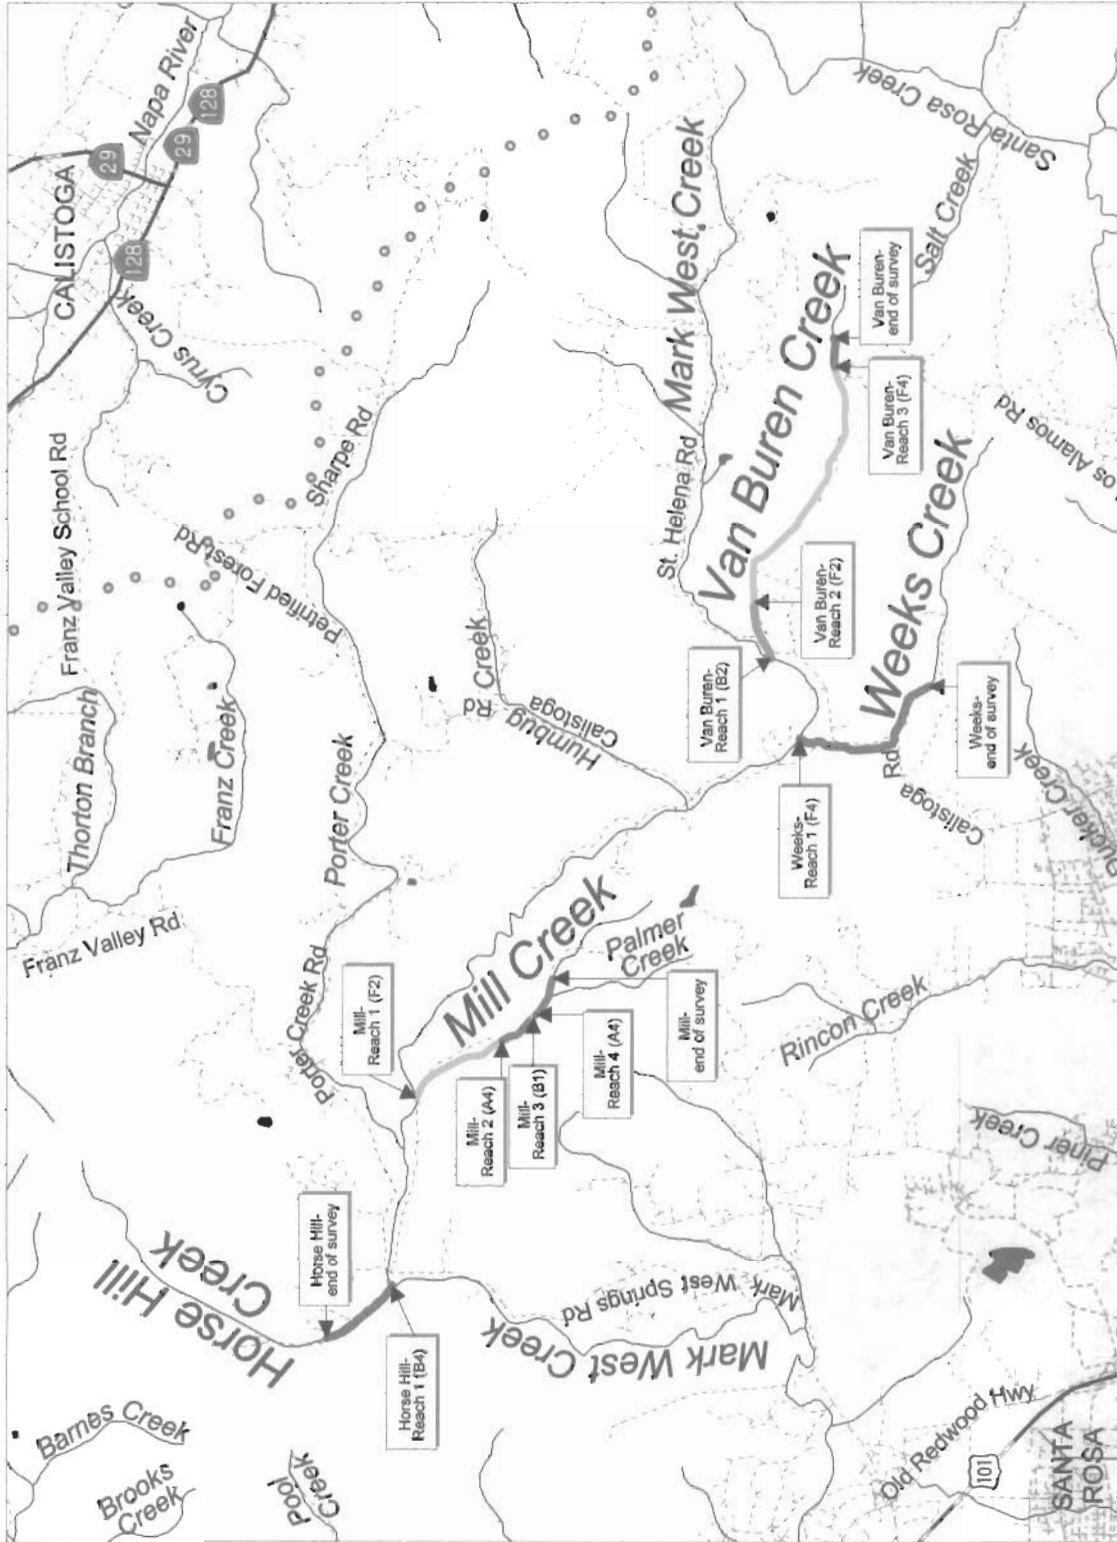 CALISTOGA
Napa River
29
29
128
128
Cyrus Creek
Franz Valley School Rd
Petrified Forest Rd
Sharpe Rd
Thorton Branch
Franz Creek
Franz Valley Rd
Porter Creek
Porter Creek Rd
Humbug
Creek
Calistoga
Rd
St. Helena Rd
Mark West Creek
Santa Rosa Creek
Salt Creek
Van Buren Creek
Van Buren-
end of survey
Van Buren-
Reach 3 (F4)
Van Buren-
Reach 2 (F2)
Van Buren-
Reach 1 (B2)
Weeks Creek
Weeks-
Reach 1 (F4)
Weeks-
end of survey
Calistoga
Rd
os Alamos Rd
Ducker Creek
Rincon Creek
Piner Creek
Mill Creek
Palmer
Creek
Mill-
Reach 1 (F2)
Mill-
Reach 2 (A4)
Mill-
Reach 3 (B1)
Mill-
Reach 4 (A4)
Mill-
end of survey
Horse Hill
Creek
Horse Hill-
end of survey
Horse Hill-
Reach 1 (B4)
Mark West Creek
Mark West Springs Rd
Barnes Creek
Brooks
Creek
Pool
Creek
Old Redwood Hwy
101
SANTA
ROSA